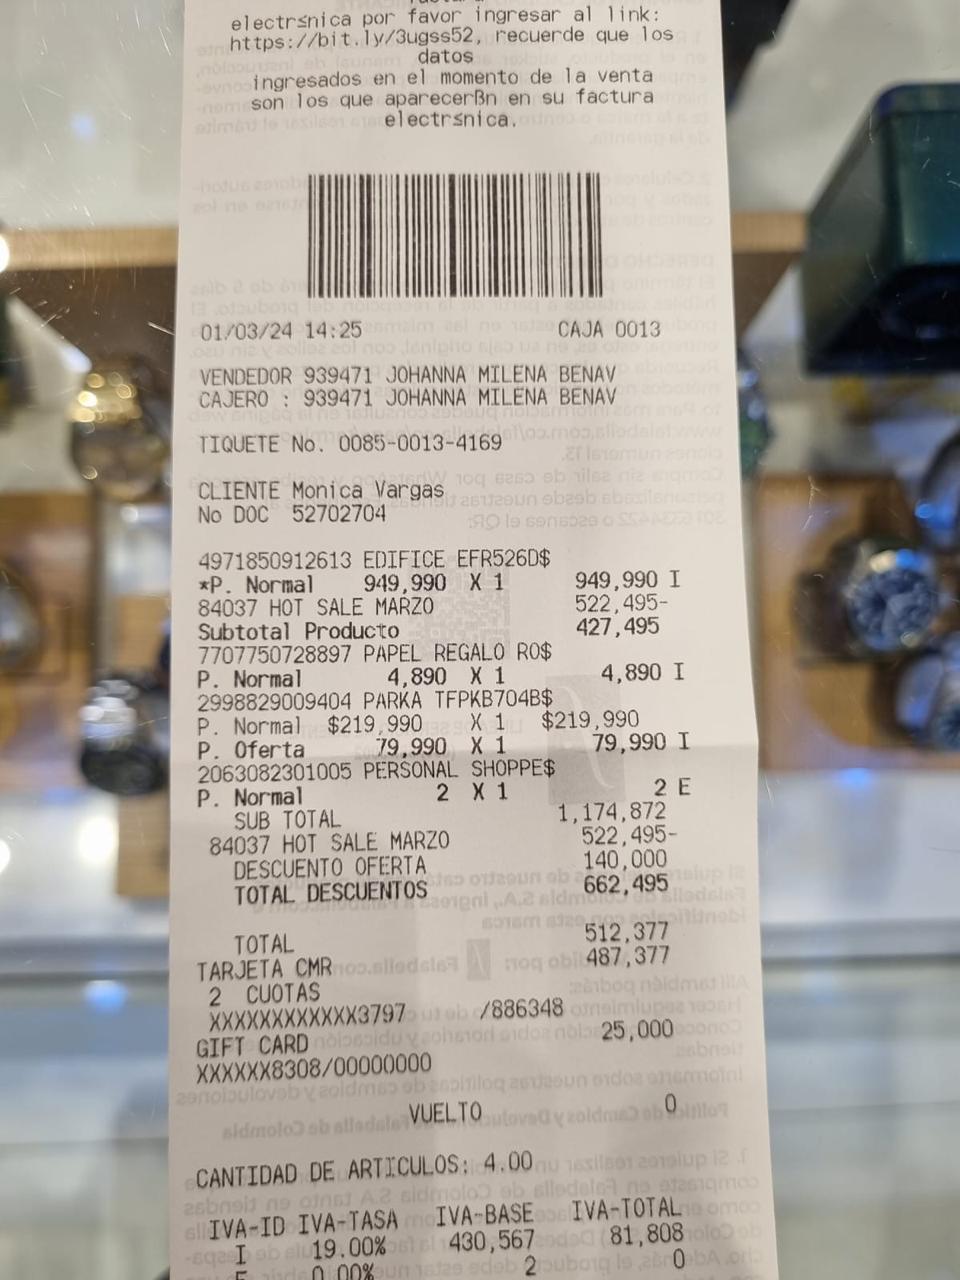 electr≤nica por favor ingresar al link:
https://bit.ly/3ugss52, recuerde que los
datos
ingresados en el momento de la venta
son los que aparecerßn en su factura
electr≤nica.
01/03/24 14:25 CAJA 0013
VENDEDOR 939471 JOHANNA MILENA BENAV
CAJERO : 939471 JOHANNA MILENA BENAV
TIQUETE No. 0085-0013-4169
CLIENTE Monica Vargas
No DOC 52702704
4971850912613 EDIFICE EFR526D$
*P. Normal 949,990 X 1 949,990 I
84037 HOT SALE MARZO 522,495-
Subtotal Producto 427,495
7707750728897 PAPEL REGALO RO$
P. Normal 4,890 X 1 4,890 I
2998829009404 PARKA TFPKB704B$
P. Normal $219,990 X 1 $219,990
P. Oferta 79,990 X 1 79,990 I
2063082301005 PERSONAL SHOPPE$
P. Normal 2 X 1 2 E
SUB TOTAL 1,174,872
84037 HOT SALE MARZO 522,495-
DESCUENTO OFERTA 140,000
TOTAL DESCUENTOS 662,495
TOTAL 512,377
TARJETA CMR 487,377
2 CUOTAS
XXXXXXXXXXXX3797 /886348
GIFT CARD 25,000
XXXXXX8308/00000000
VUELTO 0
CANTIDAD DE ARTICULOS: 4.00
IVA-ID IVA-TASA IVA-BASE IVA-TOTAL
I 19.00% 430,567 81,808
0.00% 2 0